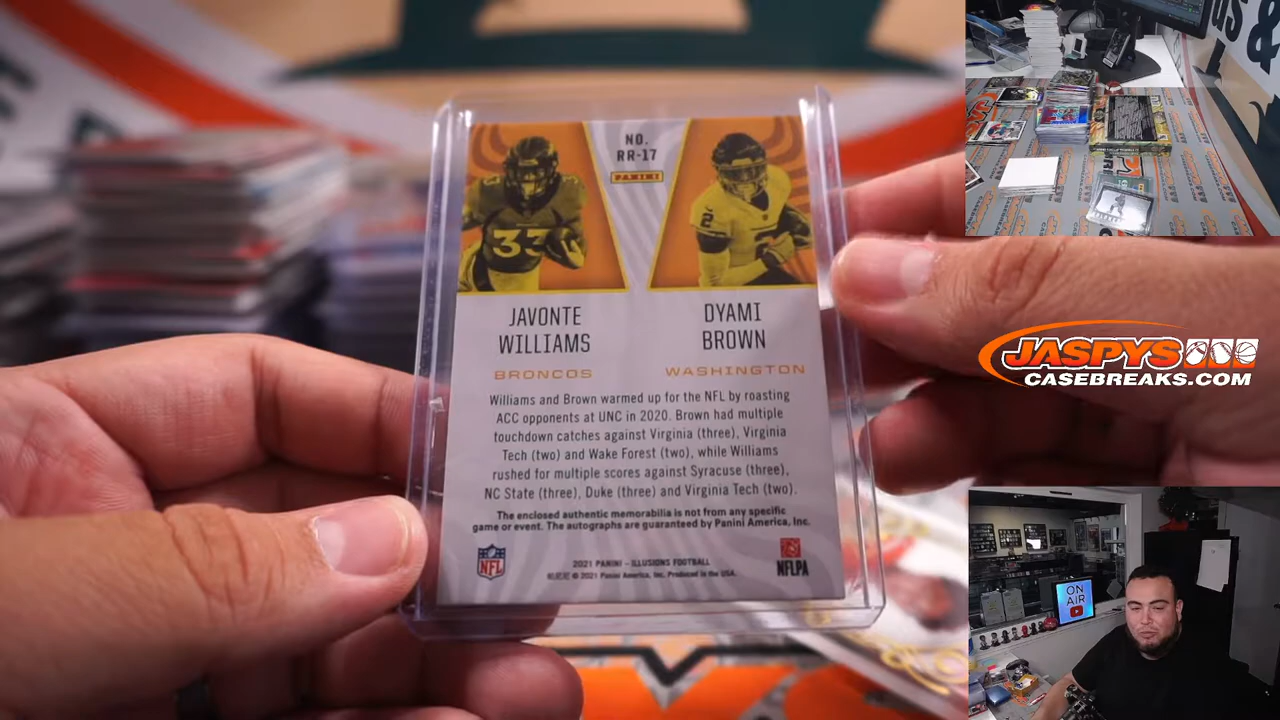 NO.
RR-17
PANINI
33
2
JAVONTE
WILLIAMS
BRONCOS
DYAMI
BROWN
WASHINGTON
Williams and Brown warmed up for the NFL by roasting
ACC opponents at UNC in 2020. Brown had multiple
touchdown catches against Virginia (three), Virginia
Tech (two) and Wake Forest (two), while Williams
rushed for multiple scores against Syracuse (three),
NC State (three), Duke (three) and Virginia Tech (two).
The enclosed authentic memorabilia is not from any specific
game or event. The autographs are guaranteed by Panini America, Inc.
NFL
2021 PANINI – ILLUSIONS FOOTBALL
© 2021 Panini America, Inc. Produced in the USA.
NFLPA
JASPYS
CASEBREAKS.COM
ON
AIR